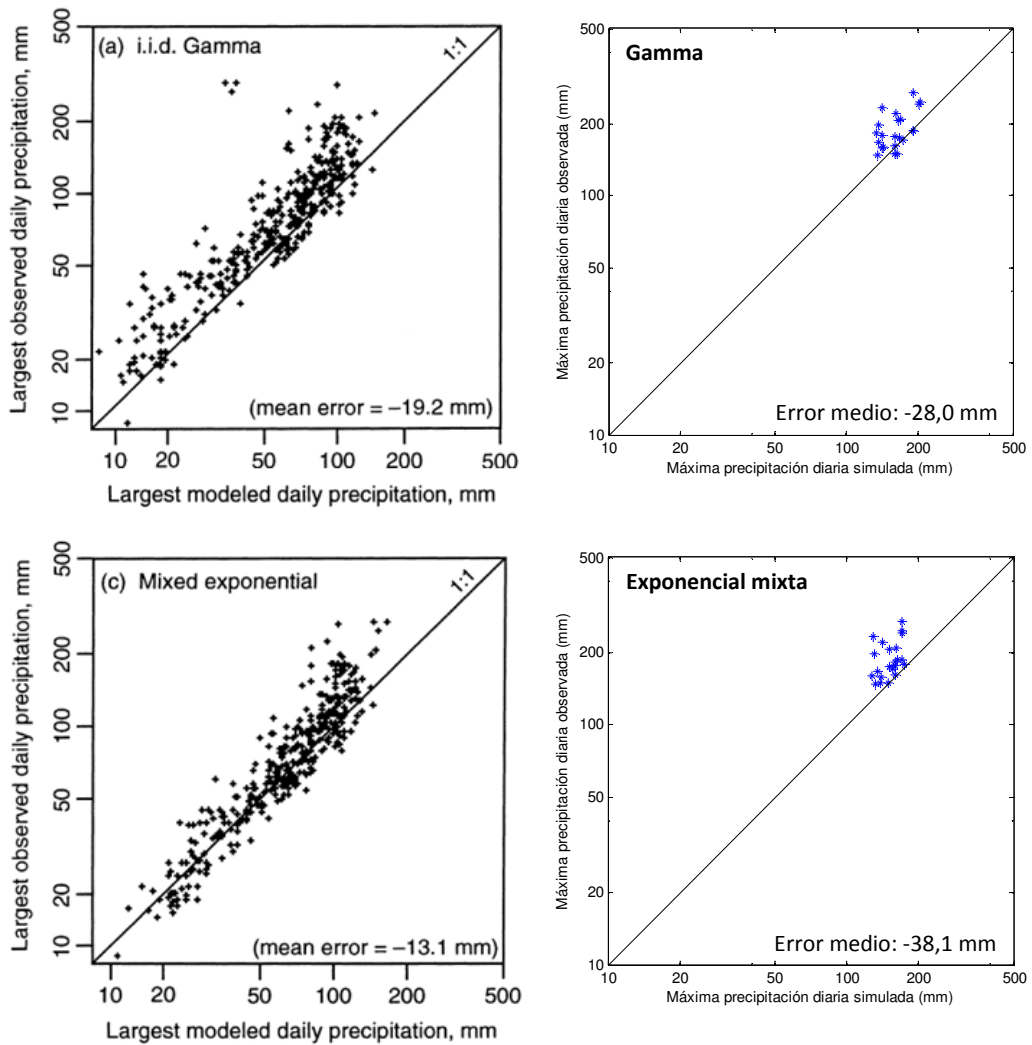 (a) i.i.d. Gamma
1:1
500
200
100
50
20
10
Largest observed daily precipitation, mm
(mean error = −19.2 mm)
10 20 50 100 200 500
Largest modeled daily precipitation, mm
Gamma
500
200
100
50
20
10
Máxima precipitación diaria observada (mm)
Error medio: -28,0 mm
10 20 50 100 200 500
Máxima precipitación diaria simulada (mm)
(c) Mixed exponential
1:1
500
200
100
50
20
10
Largest observed daily precipitation, mm
(mean error = −13.1 mm)
10 20 50 100 200 500
Largest modeled daily precipitation, mm
Exponencial mixta
500
200
100
50
20
10
Máxima precipitación diaria observada (mm)
Error medio: -38,1 mm
10 20 50 100 200 500
Máxima precipitación diaria simulada (mm)